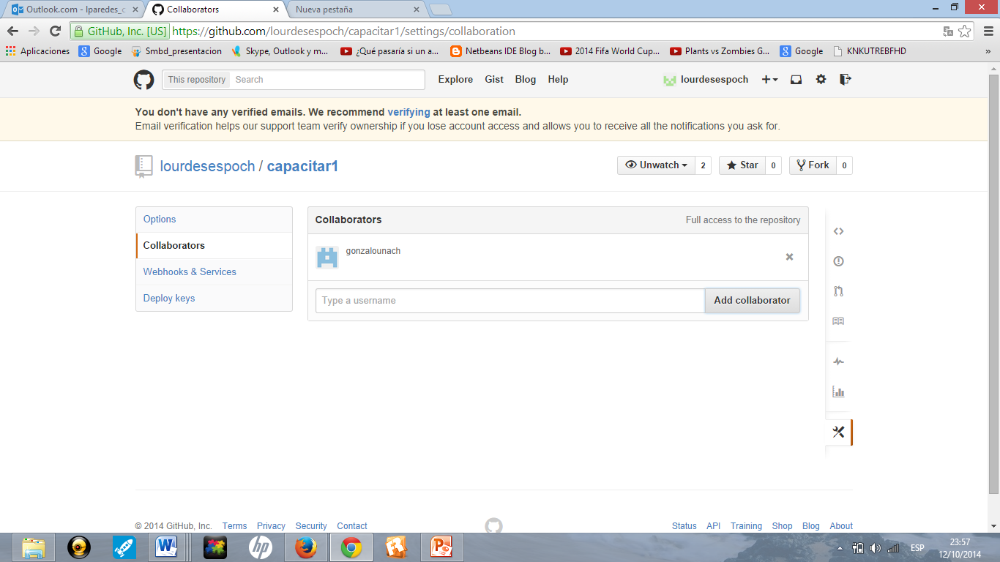 Outlook.com - lparedes_c
Collaborators
Nueva pestaña
GitHub, Inc. [US] https://github.com/lourdesespoch/capacitar1/settings/collaboration
Aplicaciones Google Smbd_presentacion Skype, Outlook y m... ¿Qué pasaría si un a... Netbeans IDE Blog b... 2014 Fifa World Cup... Plants vs Zombies G... Google KNKUTREBFHD »
This repository Search Explore Gist Blog Help lourdesespoch
You don't have any verified emails. We recommend verifying at least one email.
Email verification helps our support team verify ownership if you lose account access and allows you to receive all the notifications you ask for.
lourdesespoch / capacitar1 Unwatch 2 Star 0 Fork 0
Options
Collaborators
Webhooks & Services
Deploy keys
Collaborators Full access to the repository
gonzalounach
Type a username Add collaborator
© 2014 GitHub, Inc. Terms Privacy Security Contact Status API Training Shop Blog About
ESP
23:57
12/10/2014